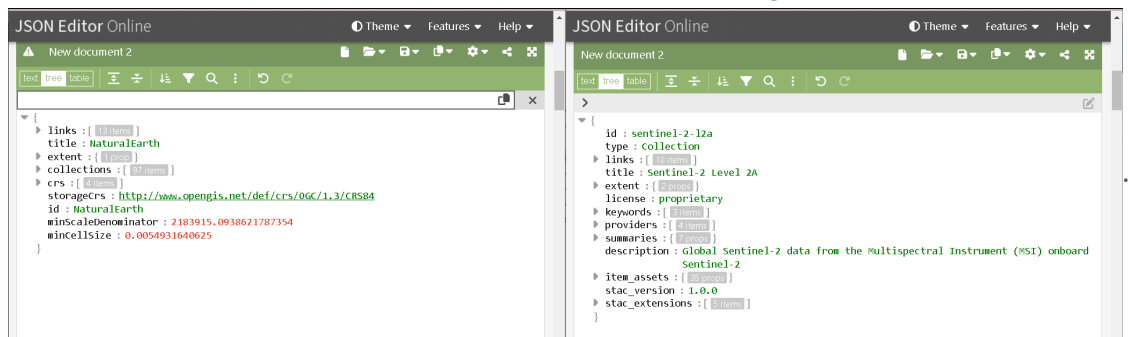 JSON Editor Online
Theme Features Help
New document 2
text tree table
{
links : [ 13 items ]
title : NaturalEarth
extent : { 1 prop }
collections : [ 97 items ]
crs : [ 4 items ]
storageCrs : http://www.opengis.net/def/crs/OGC/1.3/CRS84
id : NaturalEarth
minScaleDenominator : 2183915.0938621787354
minCellSize : 0.0054931640625
}
JSON Editor Online
Theme Features Help
New document 2
text tree table
{
id : sentinel-2-l2a
type : Collection
links : [ 10 items ]
title : Sentinel-2 Level 2A
extent : { 2 props }
license : proprietary
keywords : [ 3 items ]
providers : [ 4 items ]
summaries : { 7 props }
description : Global Sentinel-2 data from the Multispectral Instrument (MSI) onboard
Sentinel-2
item_assets : { 35 props }
stac_version : 1.0.0
stac_extensions : [ 5 items ]
}